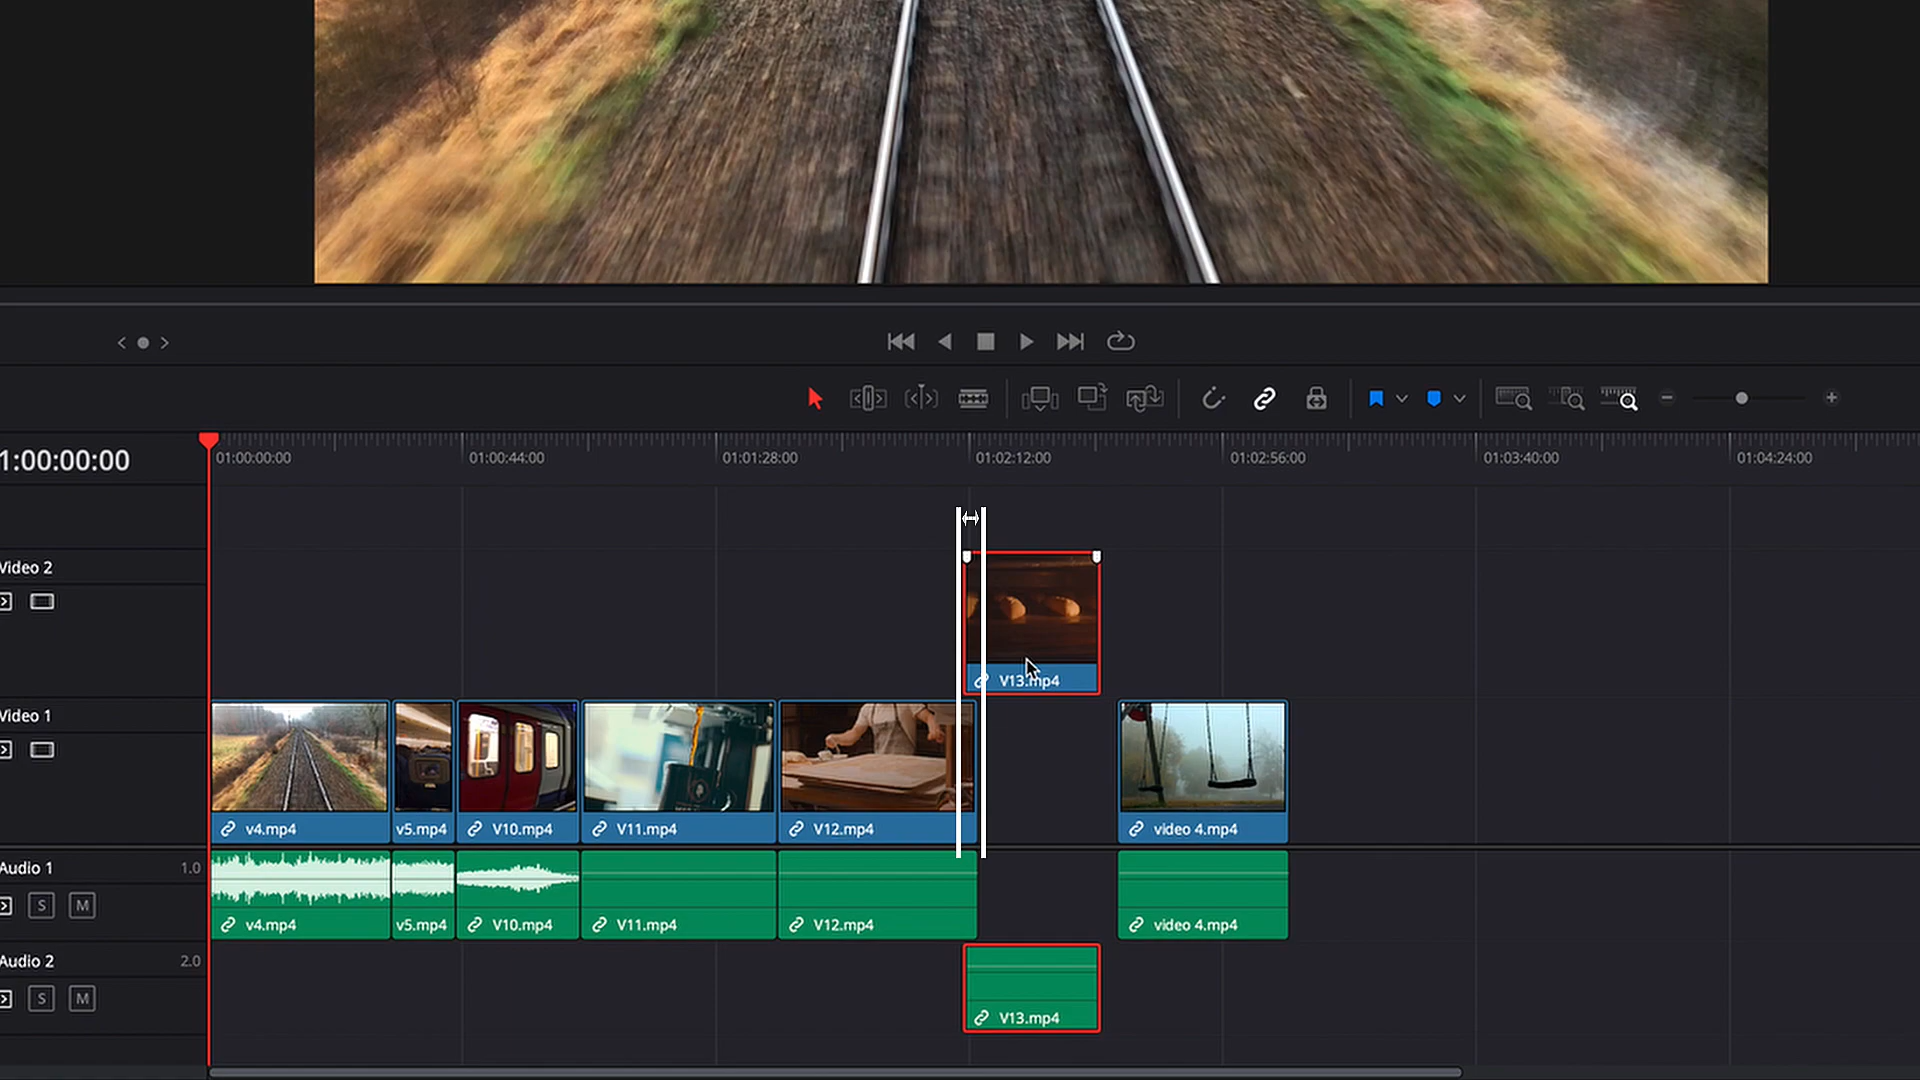 1:00:00:00
01:00:00:00 01:00:44:00 01:01:28:00 01:02:12:00 01:02:56:00 01:03:40:00 01:04:24:00
Video 2
V13.mp4
Video 1
v4.mp4 v5.mp4 V10.mp4 V11.mp4 V12.mp4 video 4.mp4
Audio 1 1.0
S M
v4.mp4 v5.mp4 V10.mp4 V11.mp4 V12.mp4 video 4.mp4
Audio 2 2.0
S M
V13.mp4